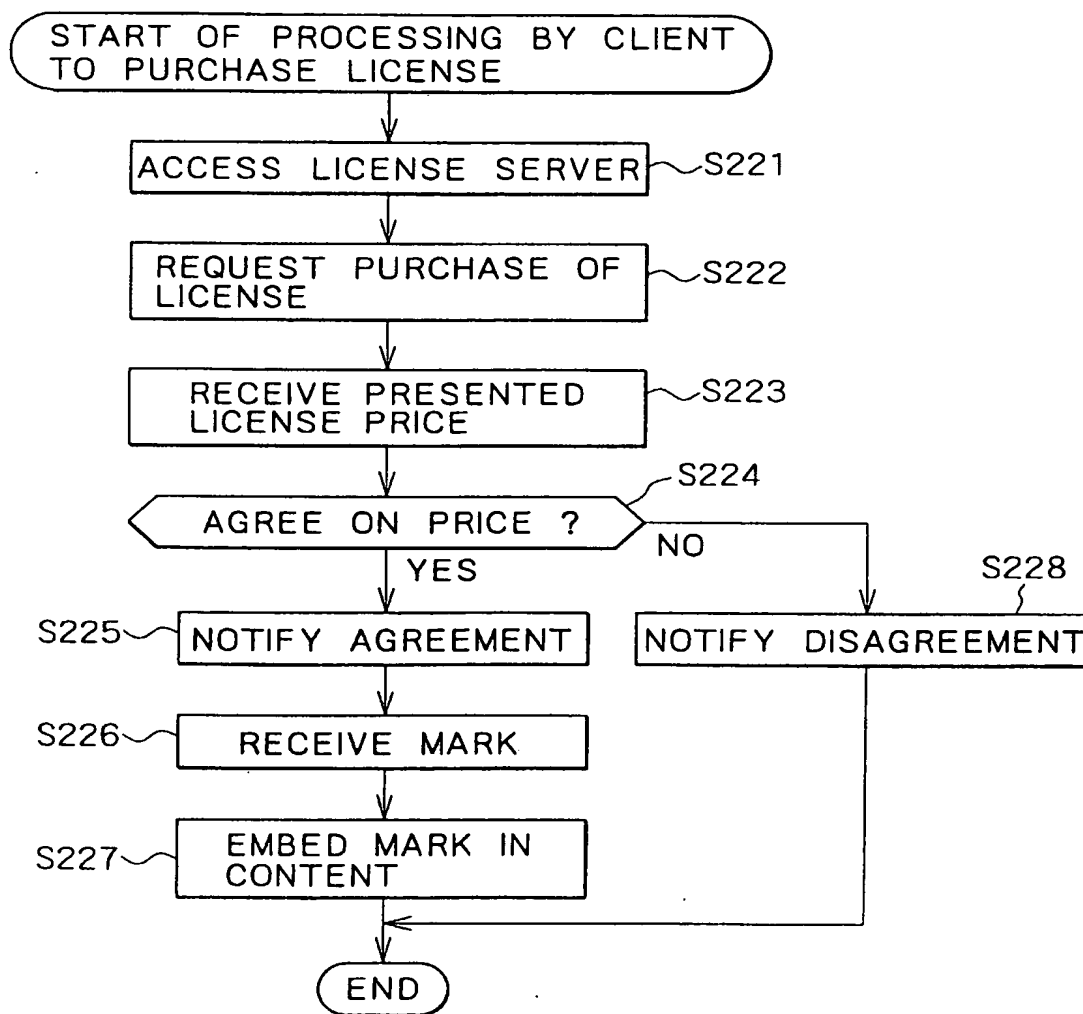 START OF PROCESSING BY CLIENT
TO PURCHASE LICENSE
ACCESS LICENSE SERVER
S221
REQUEST PURCHASE OF
LICENSE
S222
RECEIVE PRESENTED
LICENSE PRICE
S223
S224
AGREE ON PRICE ?
NO
YES
S228
S225
NOTIFY AGREEMENT
NOTIFY DISAGREEMENT
S226
RECEIVE MARK
S227
EMBED MARK IN
CONTENT
END